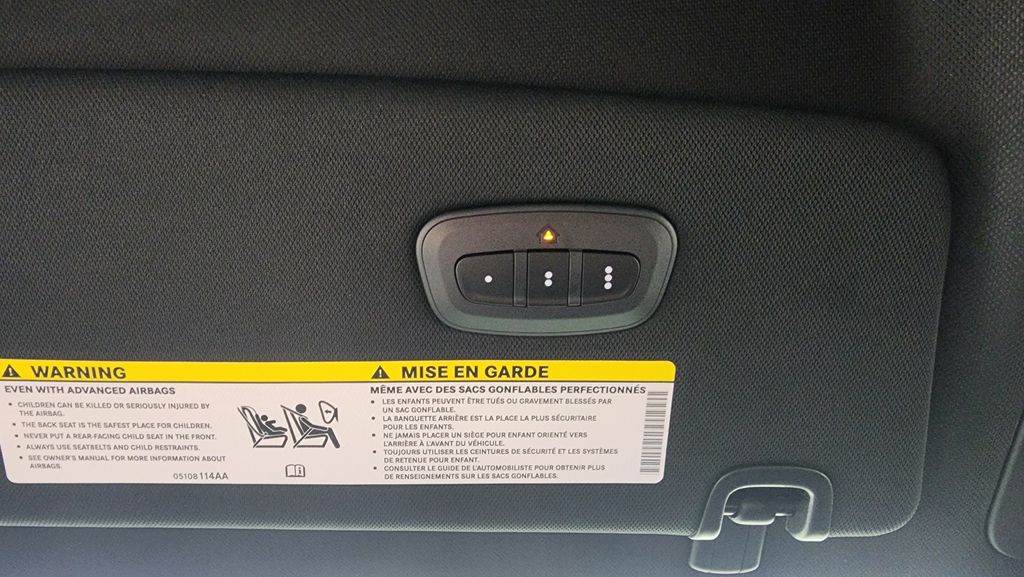 WARNING
EVEN WITH ADVANCED AIRBAGS
• CHILDREN CAN BE KILLED OR SERIOUSLY INJURED BY
THE AIRBAG.
• THE BACK SEAT IS THE SAFEST PLACE FOR CHILDREN.
• NEVER PUT A REAR-FACING CHILD SEAT IN THE FRONT.
• ALWAYS USE SEATBELTS AND CHILD RESTRAINTS.
• SEE OWNER'S MANUAL FOR MORE INFORMATION ABOUT
AIRBAGS.
05108114AA
MISE EN GARDE
MÊME AVEC DES SACS GONFLABLES PERFECTIONNÉS
• LES ENFANTS PEUVENT ÊTRE TUÉS OU GRAVEMENT BLESSÉS PAR
UN SAC GONFLABLE.
• LA BANQUETTE ARRIÈRE EST LA PLACE LA PLUS SÉCURITAIRE
POUR LES ENFANTS.
• NE JAMAIS PLACER UN SIÈGE POUR ENFANT ORIENTÉ VERS
L'ARRIÈRE À L'AVANT DU VÉHICULE.
• TOUJOURS UTILISER LES CEINTURES DE SÉCURITÉ ET LES SYSTÈMES
DE RETENUE POUR ENFANT.
• CONSULTER LE GUIDE DE L'AUTOMOBILISTE POUR OBTENIR PLUS
DE RENSEIGNEMENTS SUR LES SACS GONFLABLES.